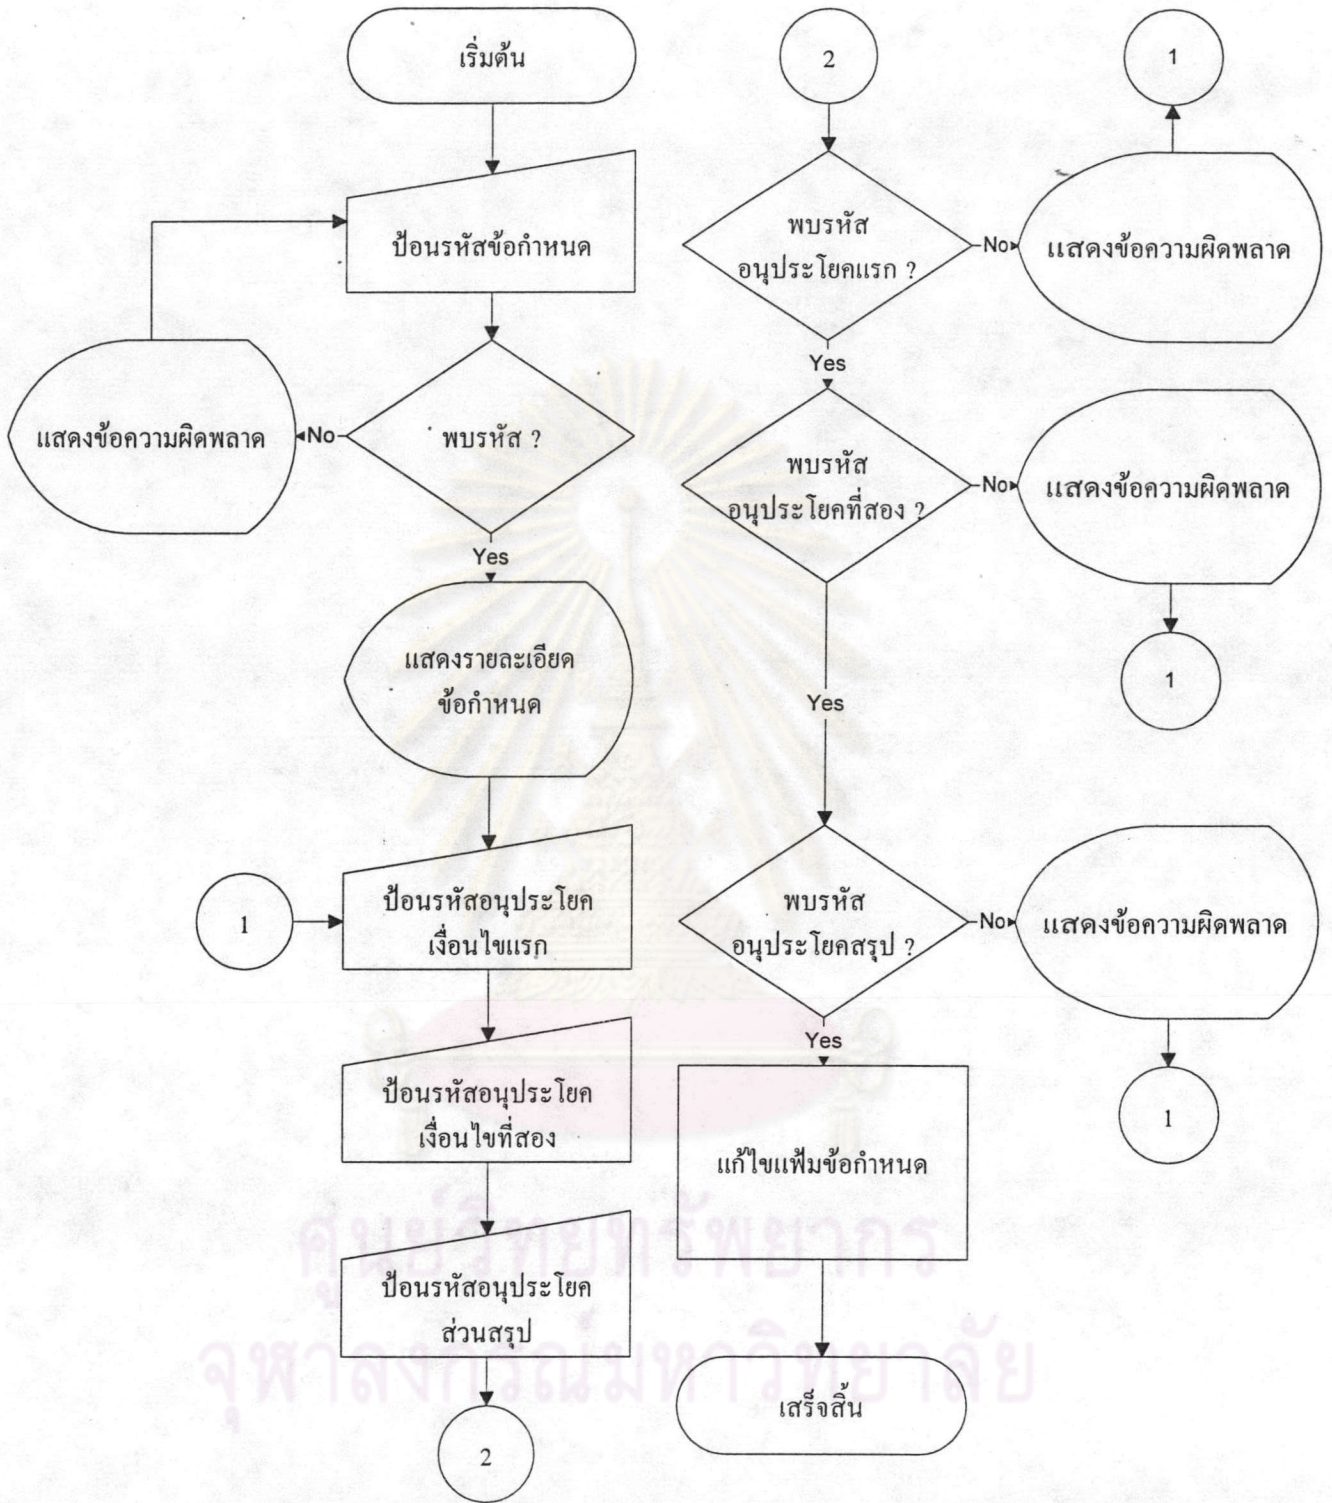 เริ่มต้น
ป้อนรหัสข้อกำหนด
พบรหัส ?
No
แสดงข้อความผิดพลาด
Yes
แสดงรายละเอียด
ข้อกำหนด
1
ป้อนรหัสอนุประโยค
เงื่อนไขแรก
ป้อนรหัสอนุประโยค
เงื่อนไขที่สอง
ป้อนรหัสอนุประโยค
ส่วนสรุป
2
2
พบรหัส
อนุประโยคแรก ?
No
แสดงข้อความผิดพลาด
1
Yes
พบรหัส
อนุประโยคที่สอง ?
No
แสดงข้อความผิดพลาด
1
Yes
พบรหัส
อนุประโยคสรุป ?
No
แสดงข้อความผิดพลาด
1
Yes
แก้ไขแฟ้มข้อกำหนด
เสร็จสิ้น
ศูนย์วิทยทรัพยากร
จุฬาลงกรณ์มหาวิทยาลัย